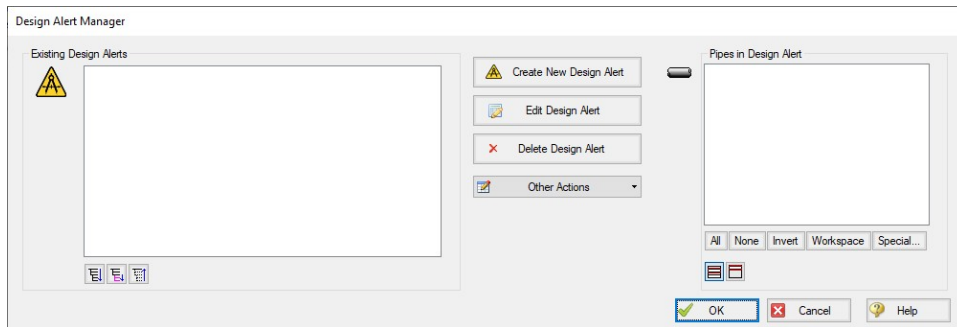 Design Alert Manager
Existing Design Alerts
Create New Design Alert
Edit Design Alert
Delete Design Alert
Other Actions
Pipes in Design Alert
All None Invert Workspace Special...
OK Cancel Help